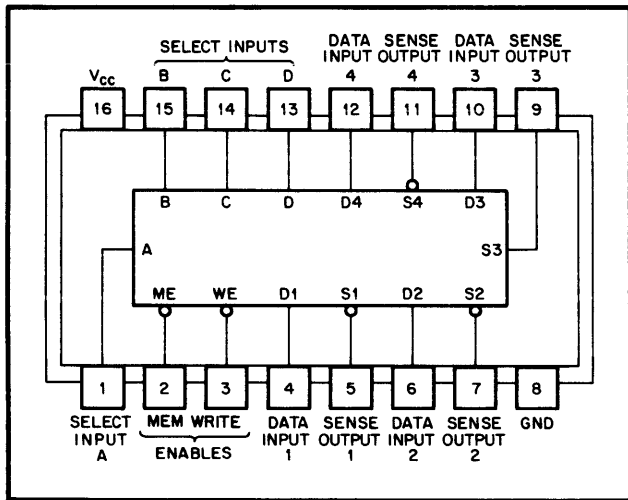 SELECT INPUTS
DATA INPUT 4
SENSE OUTPUT 4
DATA INPUT 3
SENSE OUTPUT 3
VCC B C D
16 15 14 13 12 11 10 9
B C D D4 S4 D3
A S3
ME WE D1 S1 D2 S2
1 2 3 4 5 6 7 8
SELECT INPUT A
MEM WRITE
ENABLES
DATA INPUT 1
SENSE OUTPUT 1
DATA INPUT 2
SENSE OUTPUT 2
GND